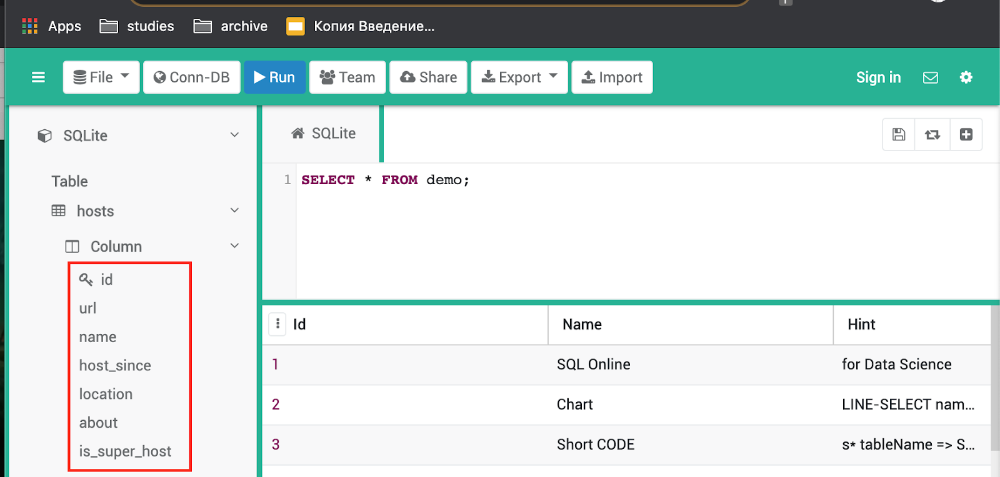 Apps studies archive Копия Введение...
File Conn-DB Run Team Share Export Import Sign in
SQLite
Table
hosts
Column
id
url
name
host_since
location
about
is_super_host
SQLite
1 SELECT * FROM demo;
Id Name Hint
1 SQL Online for Data Science
2 Chart LINE-SELECT nam...
3 Short CODE s* tableName => S...